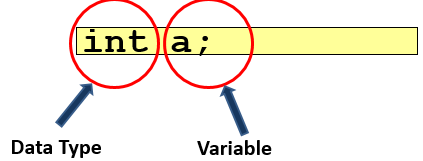 int a;
Data Type
Variable